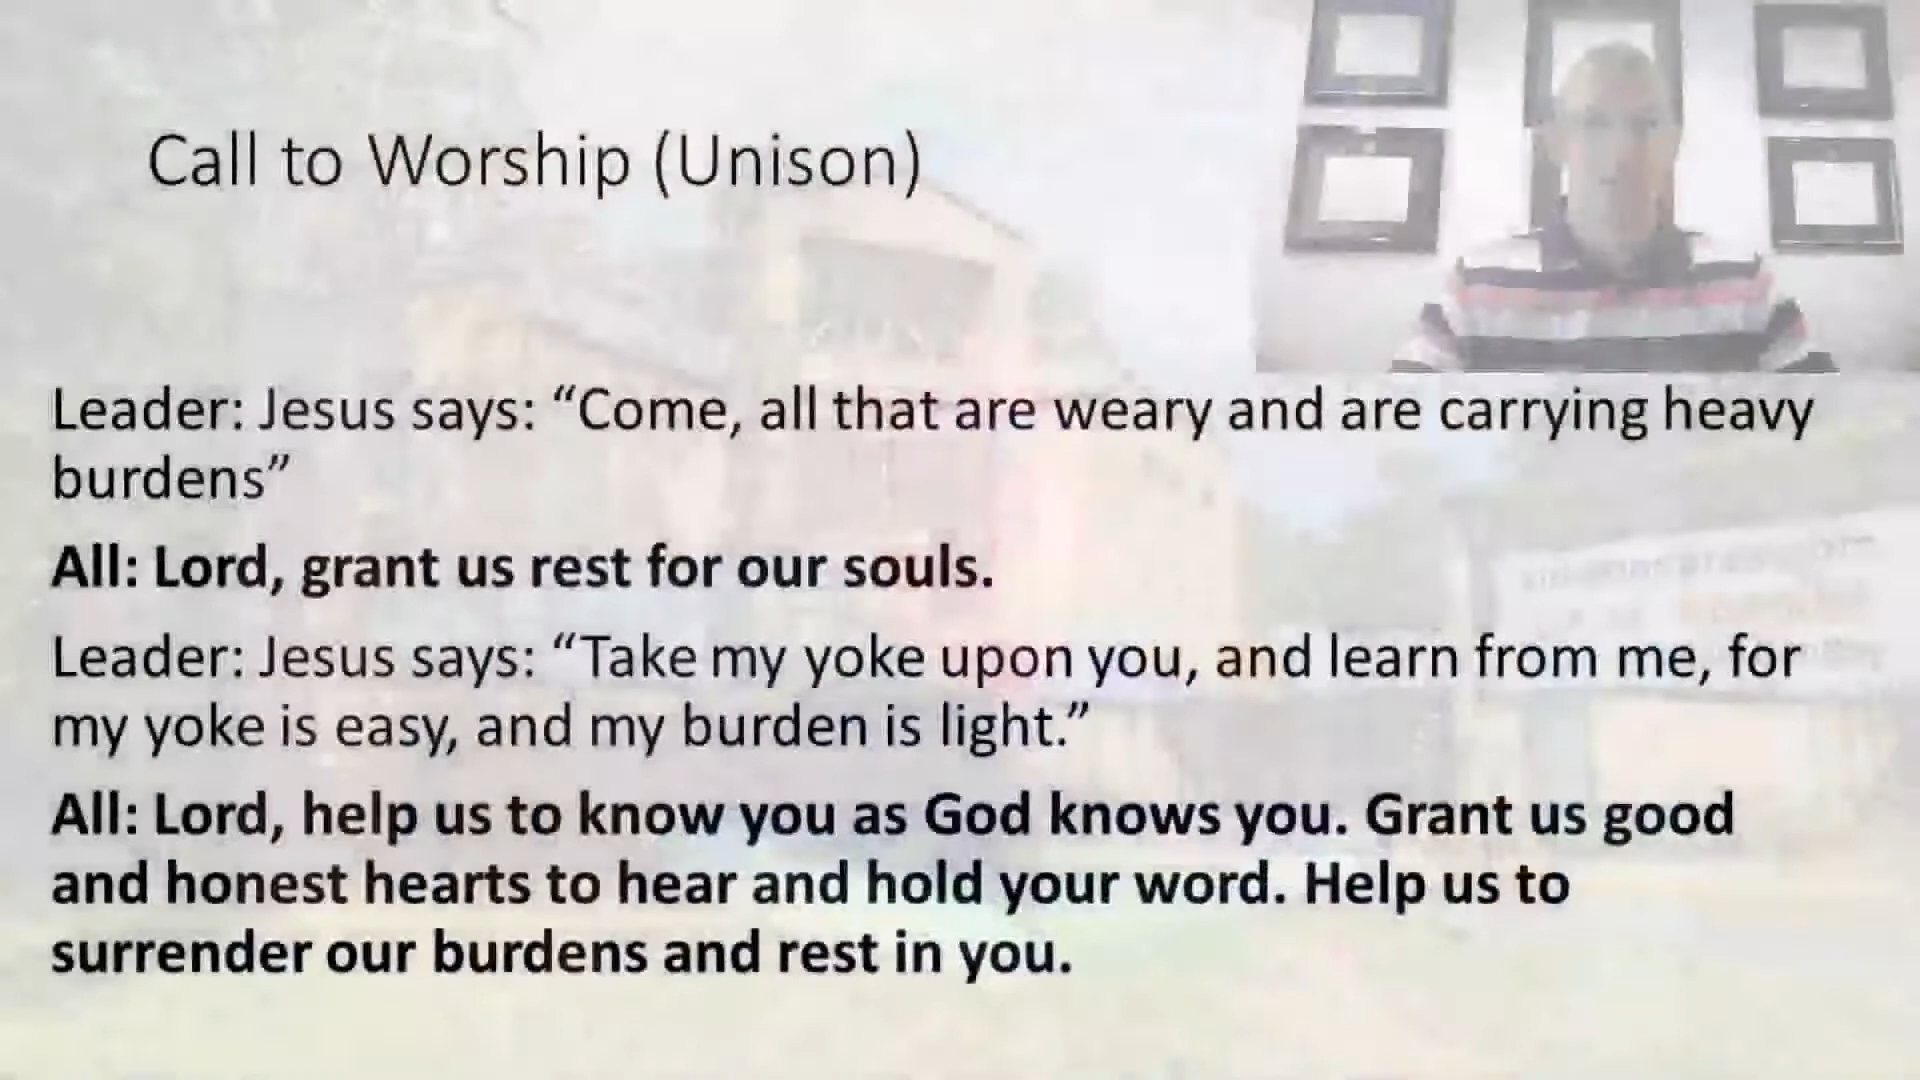 Call to Worship (Unison)
Leader: Jesus says: “Come, all that are weary and are carrying heavy
burdens”
All: Lord, grant us rest for our souls.
Leader: Jesus says: “Take my yoke upon you, and learn from me, for
my yoke is easy, and my burden is light.”
All: Lord, help us to know you as God knows you. Grant us good
and honest hearts to hear and hold your word. Help us to
surrender our burdens and rest in you.